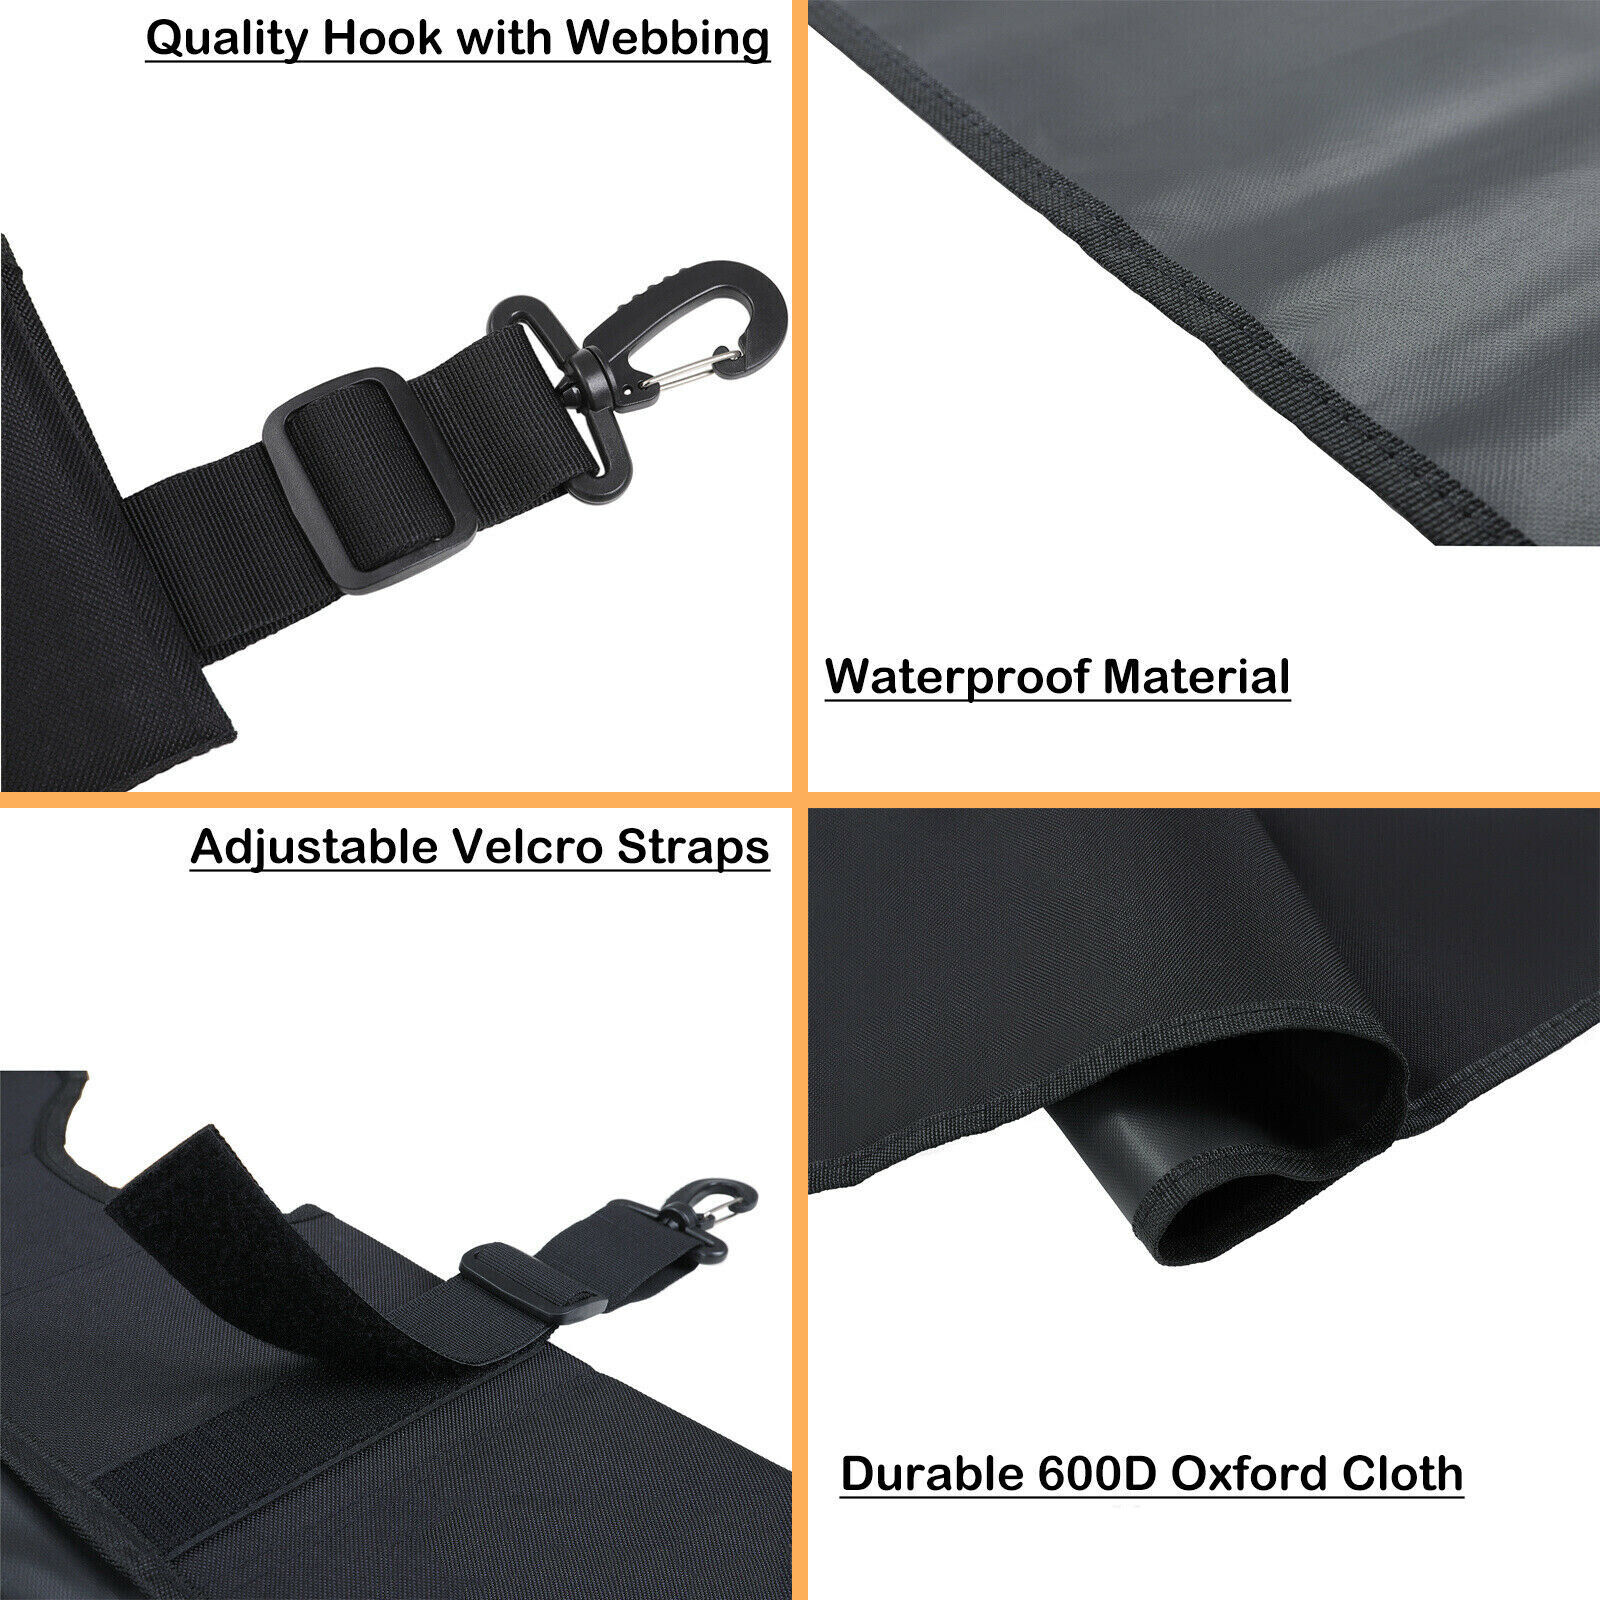 Quality Hook with Webbing
Waterproof Material
Adjustable Velcro Straps
Durable 600D Oxford Cloth